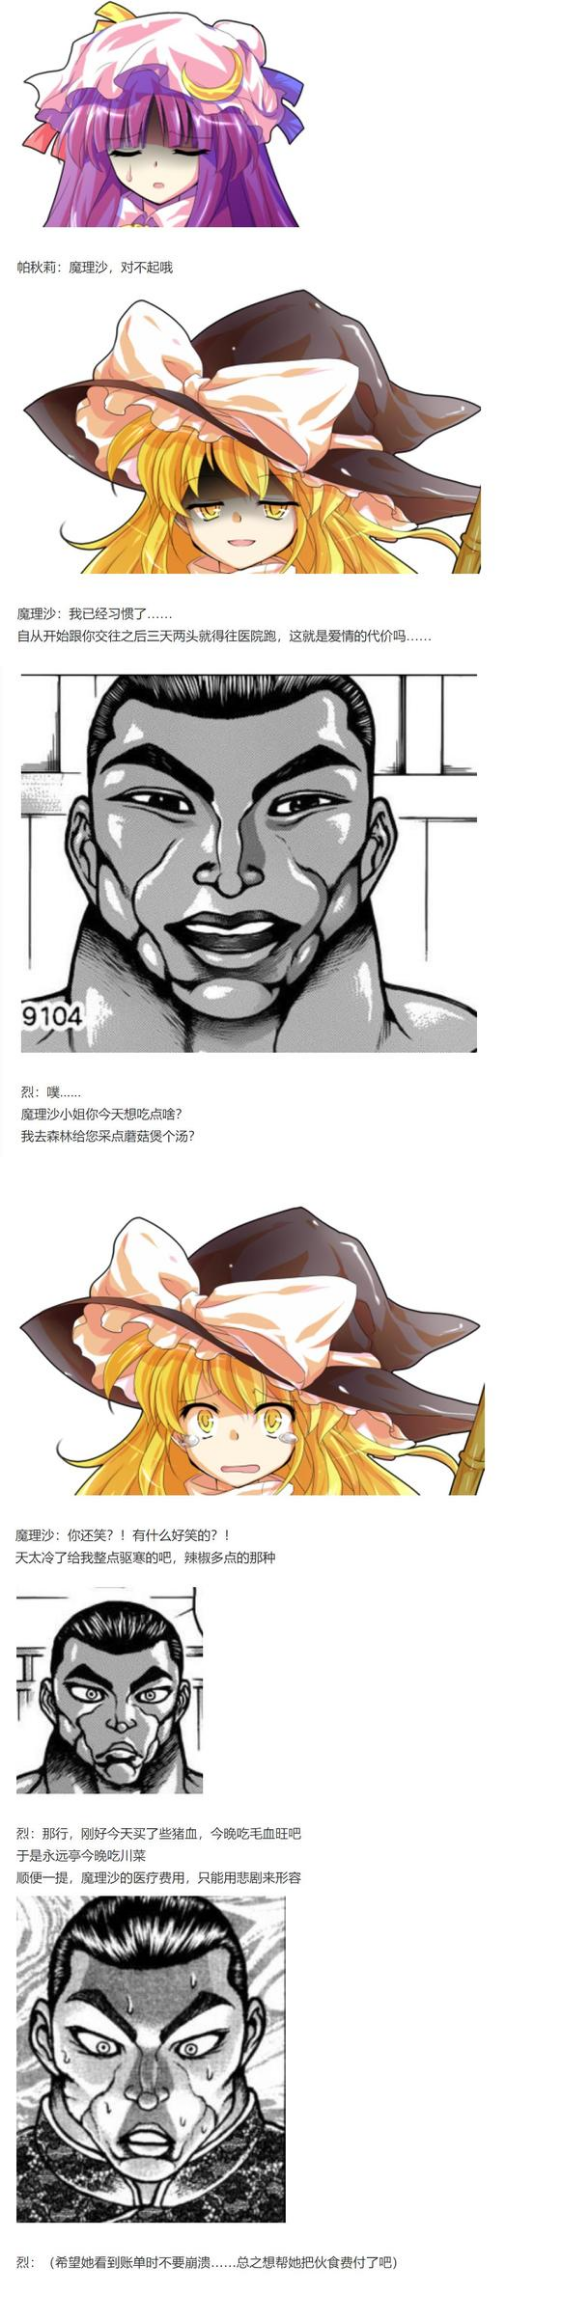 帕秋莉：魔理沙，对不起哦
魔理沙：我已经习惯了……
自从开始跟你交往之后三天两头就得往医院跑，这就是爱情的代价吗……
9104
烈：噗……
魔理沙小姐你今天想吃点啥？
我去森林给您采点蘑菇煲个汤？
魔理沙：你还笑？！有什么好笑的？！
天太冷了给我整点驱寒的吧，辣椒多点的那种
烈：那行，刚好今天买了些猪血，今晚吃毛血旺吧
于是永远亭今晚吃川菜
顺便一提，魔理沙的医疗费用，只能用悲剧来形容
烈：（希望她看到账单时不要崩溃……总之想帮她把伙食费付了吧）